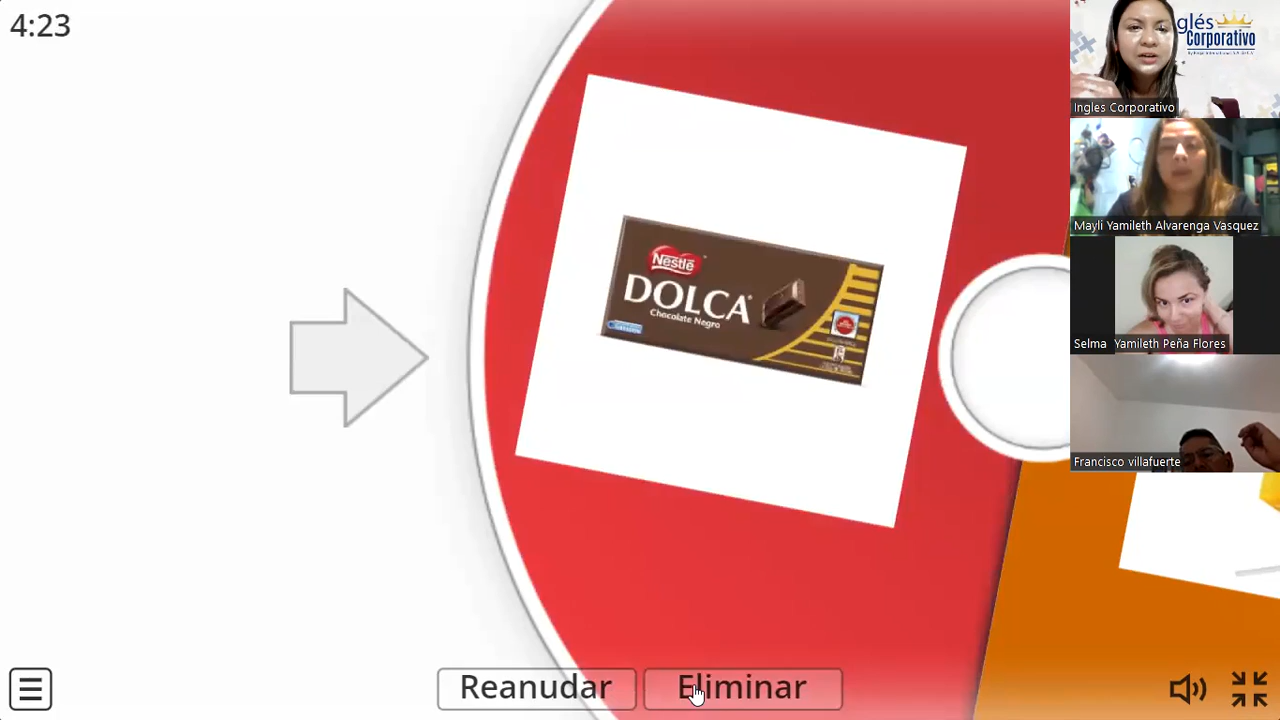 4:23
Nestlé
DOLCA
Chocolate Negro
Reanudar
Eliminar
glés
Corporativo
Ingles Corporativo
Mayli Yamileth Alvarenga Vasquez
Selma Yamileth Peña Flores
Francisco villafuerte